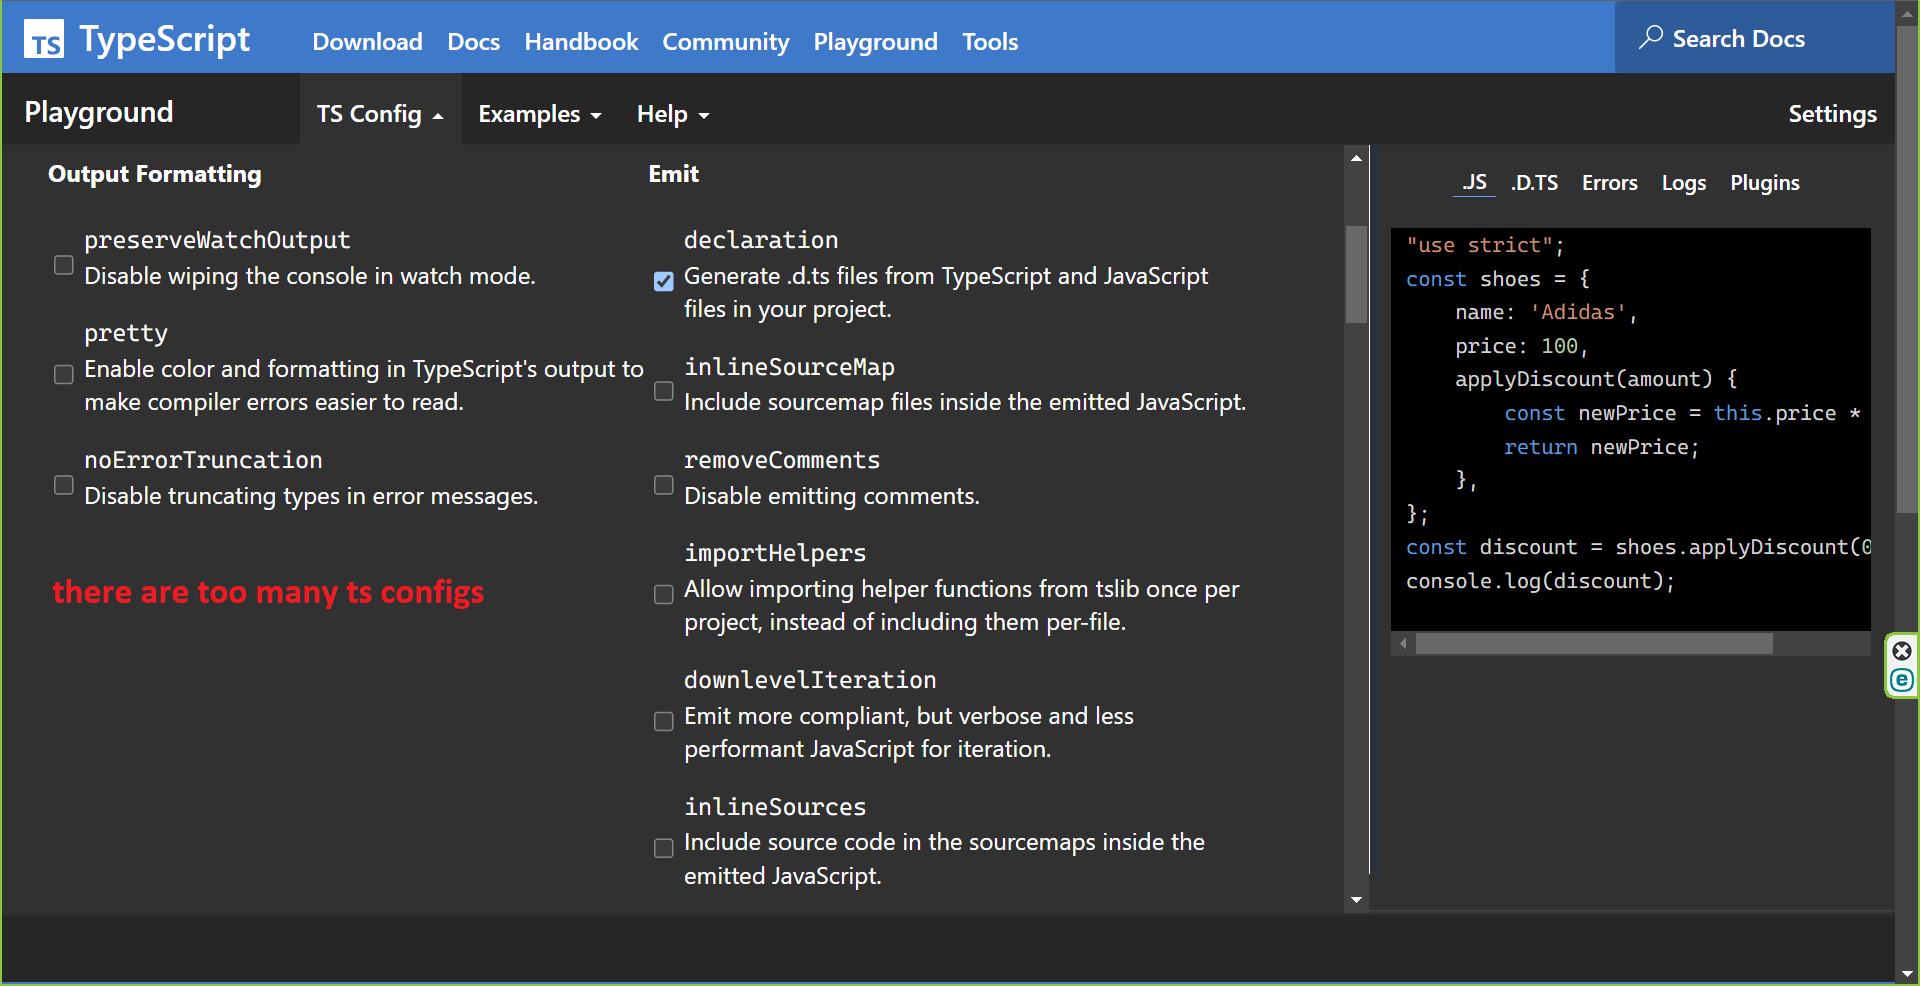 TS TypeScript Download Docs Handbook Community Playground Tools Search Docs
Playground TS Config Examples Help Settings
Output Formatting
preserveWatchOutput
Disable wiping the console in watch mode.
pretty
Enable color and formatting in TypeScript's output to
make compiler errors easier to read.
noErrorTruncation
Disable truncating types in error messages.
there are too many ts configs
Emit
declaration
Generate .d.ts files from TypeScript and JavaScript
files in your project.
inlineSourceMap
Include sourcemap files inside the emitted JavaScript.
removeComments
Disable emitting comments.
importHelpers
Allow importing helper functions from tslib once per
project, instead of including them per-file.
downlevelIteration
Emit more compliant, but verbose and less
performant JavaScript for iteration.
inlineSources
Include source code in the sourcemaps inside the
emitted JavaScript.
.JS .D.TS Errors Logs Plugins
"use strict";
const shoes = {
    name: 'Adidas',
    price: 100,
    applyDiscount(amount) {
        const newPrice = this.price *
        return newPrice;
    },
};
const discount = shoes.applyDiscount(0
console.log(discount);
e